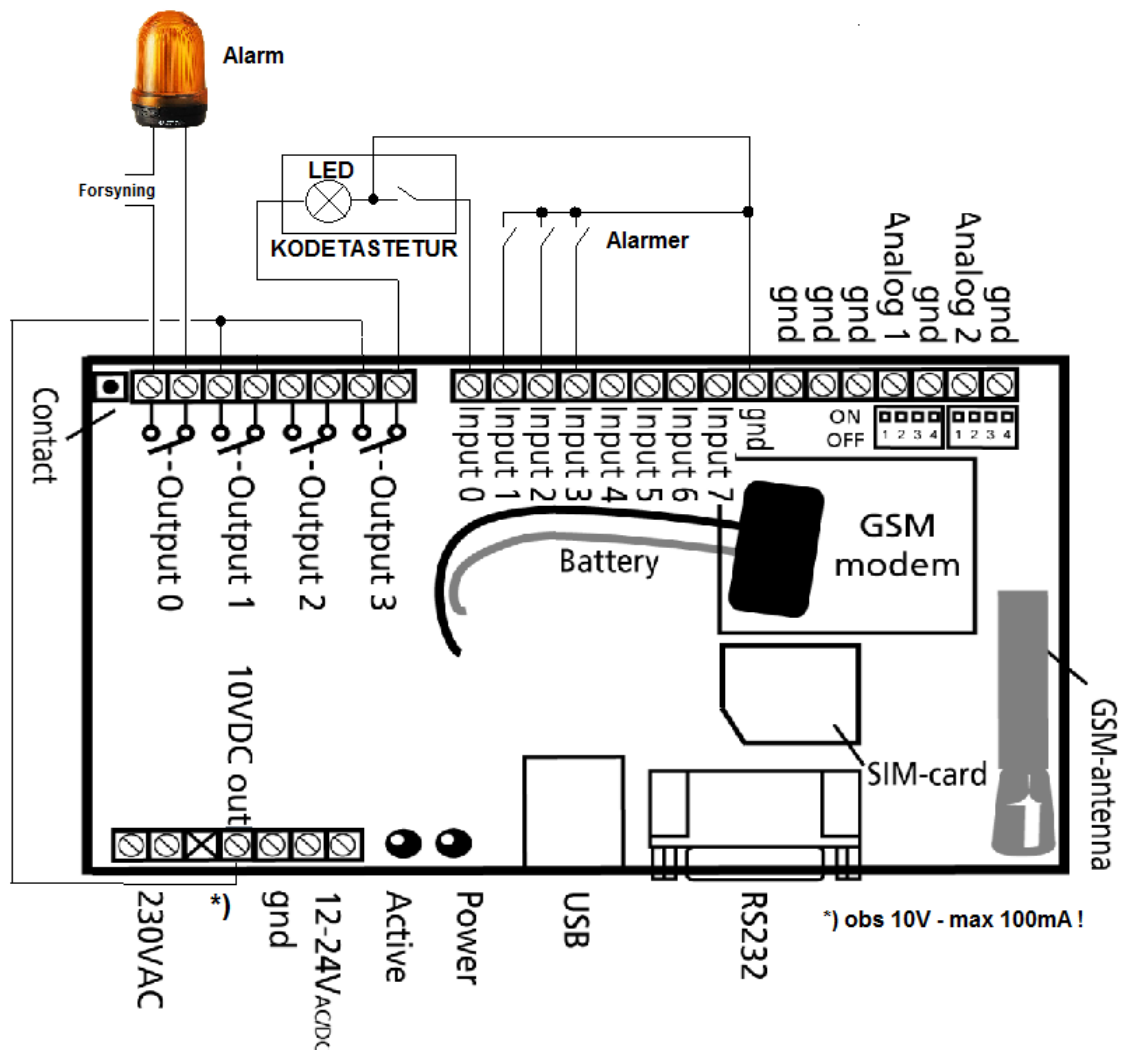 Alarm
Forsyning
LED
KODETASTETUR
Alarmer
gnd
gnd
gnd
Analog 1
gnd
Analog 2
gnd
Contact
Output 0
Output 1
Output 2
Output 3
Input 0
Input 1
Input 2
Input 3
Input 4
Input 5
Input 6
Input 7
gnd
ON
OFF
1 2 3 4
1 2 3 4
Battery
GSM
modem
10VDC out
SIM-card
GSM-antenna
230VAC
*)
gnd
12-24VAC/DC
Active
Power
USB
RS232
*) obs 10V - max 100mA !